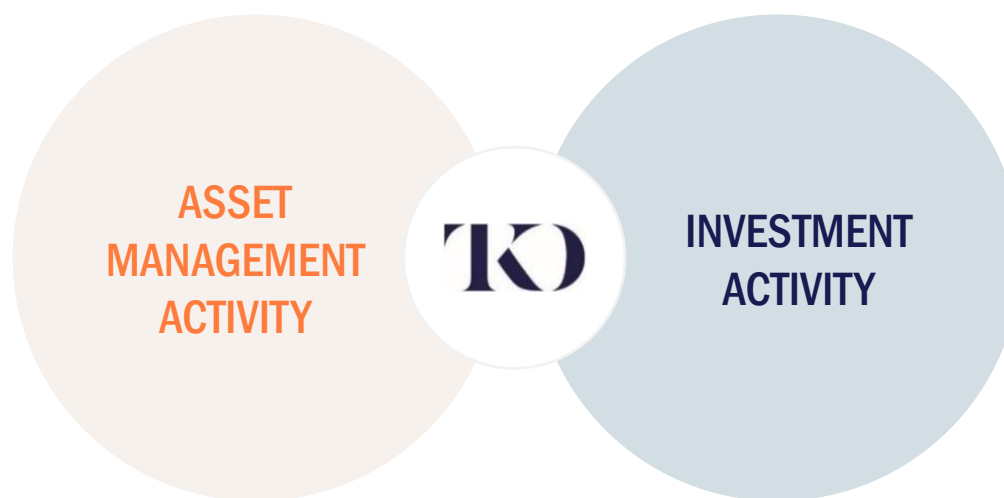 ASSET
MANAGEMENT
ACTIVITY
TKO
INVESTMENT
ACTIVITY